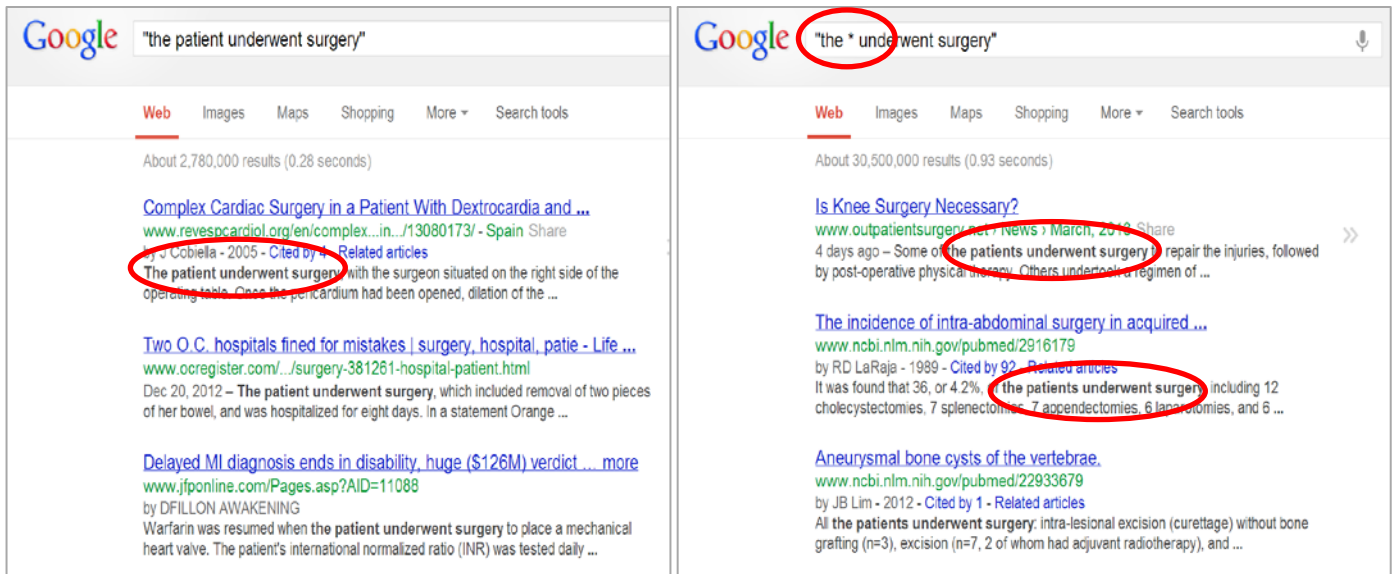 Google "the patient underwent surgery"
Web Images Maps Shopping More Search tools
About 2,780,000 results (0.28 seconds)
Complex Cardiac Surgery in a Patient With Dextrocardia and ...
www.revespcardiol.org/en/complex...in.../13080173/ - Spain Share
by J Cobiella - 2005 - Cited by 4 - Related articles
The patient underwent surgery, with the surgeon situated on the right side of the
operating table. Once the pericardium had been opened, dilation of the ...
Two O.C. hospitals fined for mistakes | surgery, hospital, patie - Life ...
www.ocregister.com/.../surgery-381261-hospital-patient.html
Dec 20, 2012 – The patient underwent surgery, which included removal of two pieces
of her bowel, and was hospitalized for eight days. In a statement Orange ...
Delayed MI diagnosis ends in disability, huge ($126M) verdict ... more
www.jfponline.com/Pages.asp?AID=11088
by DFILLON AWAKENING
Warfarin was resumed when the patient underwent surgery to place a mechanical
heart valve. The patient's international normalized ratio (INR) was tested daily ...
Google "the * underwent surgery"
Web Images Maps Shopping More Search tools
About 30,500,000 results (0.93 seconds)
Is Knee Surgery Necessary?
www.outpatientsurgery.net › News › March, 2013 Share
4 days ago – Some of the patients underwent surgery to repair the injuries, followed
by post-operative physical therapy. Others undertook a regimen of ...
The incidence of intra-abdominal surgery in acquired ...
www.ncbi.nlm.nih.gov/pubmed/2916179
by RD LaRaja - 1989 - Cited by 92 - Related articles
It was found that 36, or 4.2%, of the patients underwent surgery, including 12
cholecystectomies, 7 splenectomies, 7 appendectomies, 6 laparotomies, and 6 ...
Aneurysmal bone cysts of the vertebrae.
www.ncbi.nlm.nih.gov/pubmed/22933679
by JB Lim - 2012 - Cited by 1 - Related articles
All the patients underwent surgery: intra-lesional excision (curettage) without bone
grafting (n=3), excision (n=7, 2 of whom had adjuvant radiotherapy), and ...